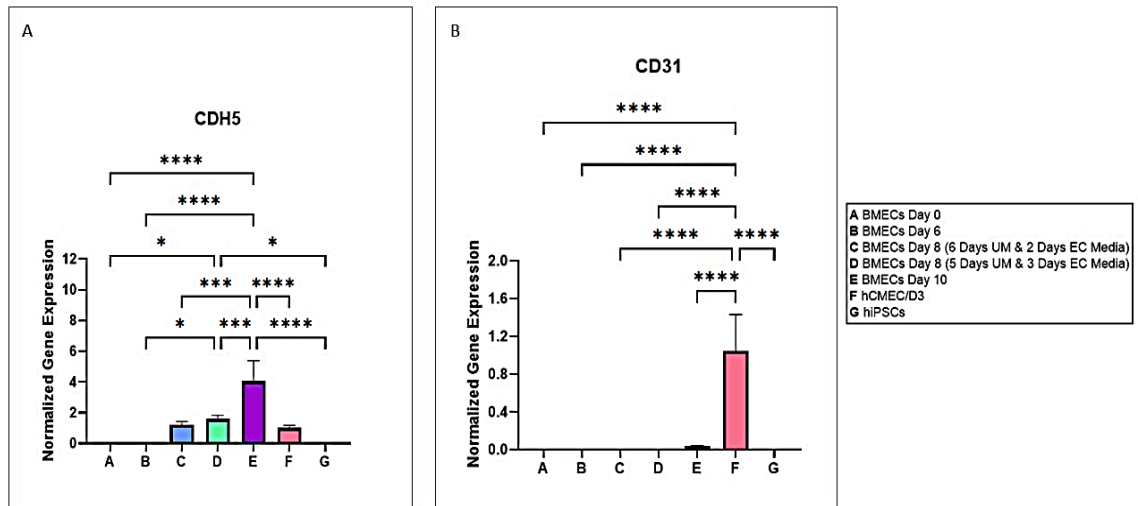 A
CDH5
****
****
* *
*** ****
* *** ****
Normalized Gene Expression
12
10
8
6
4
2
0
A B C D E F G
B
CD31
****
****
****
**** ****
****
Normalized Gene Expression
2.0
1.6
1.2
0.8
0.4
0.0
A B C D E F G
A BMECs Day 0
B BMECs Day 6
C BMECs Day 8 (6 Days UM & 2 Days EC Media)
D BMECs Day 8 (5 Days UM & 3 Days EC Media)
E BMECs Day 10
F hCMEC/D3
G hiPSCs